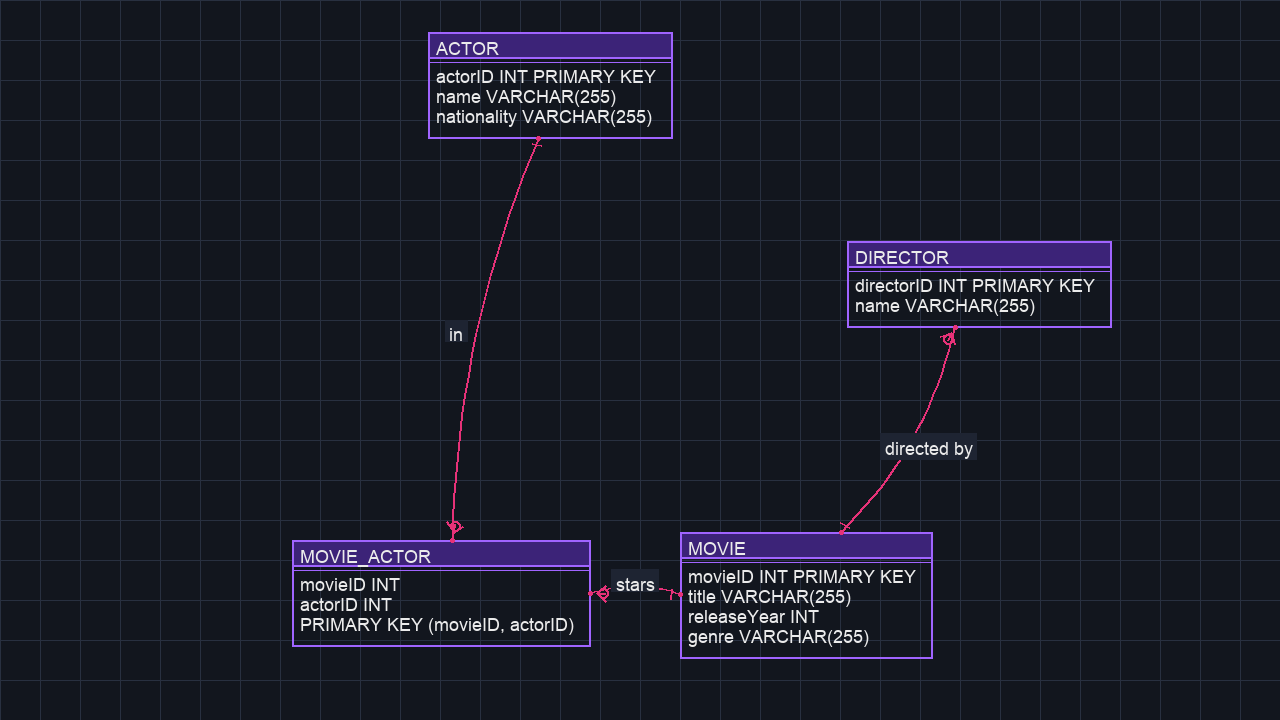 ACTOR
actorID INT PRIMARY KEY
name VARCHAR(255)
nationality VARCHAR(255)
DIRECTOR
directorID INT PRIMARY KEY
name VARCHAR(255)
in
directed by
MOVIE_ACTOR
movieID INT
actorID INT
PRIMARY KEY (movieID, actorID)
stars
MOVIE
movieID INT PRIMARY KEY
title VARCHAR(255)
releaseYear INT
genre VARCHAR(255)